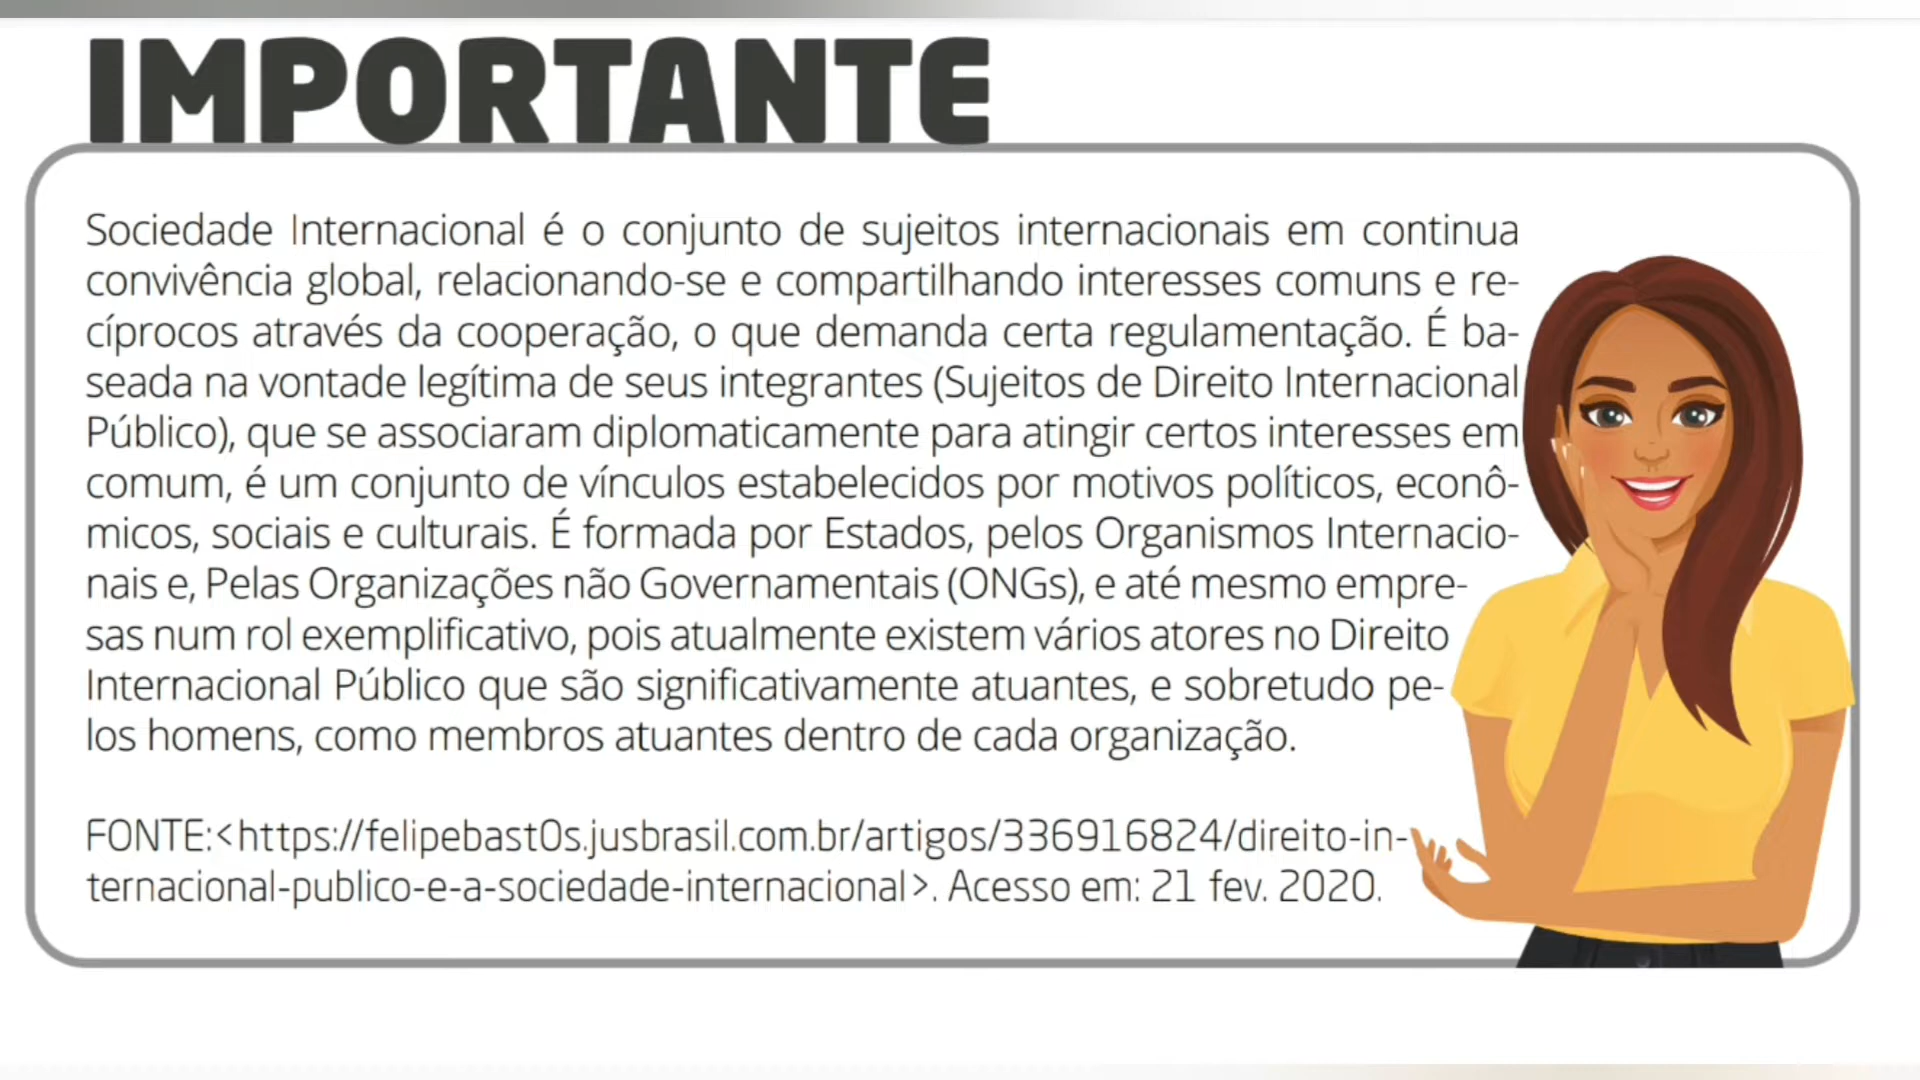 IMPORTANTE
Sociedade Internacional é o conjunto de sujeitos internacionais em continua
convivência global, relacionando-se e compartilhando interesses comuns e re-
cíprocos através da cooperação, o que demanda certa regulamentação. É ba-
seada na vontade legítima de seus integrantes (Sujeitos de Direito Internacional
Público), que se associaram diplomaticamente para atingir certos interesses em
comum, é um conjunto de vínculos estabelecidos por motivos políticos, econô-
micos, sociais e culturais. É formada por Estados, pelos Organismos Internacio-
nais e, Pelas Organizações não Governamentais (ONGs), e até mesmo empre-
sas num rol exemplificativo, pois atualmente existem vários atores no Direito
Internacional Público que são significativamente atuantes, e sobretudo pe-
los homens, como membros atuantes dentro de cada organização.
FONTE:<https://felipebast0s.jusbrasil.com.br/artigos/336916824/direito-in-
ternacional-publico-e-a-sociedade-internacional>. Acesso em: 21 fev. 2020.